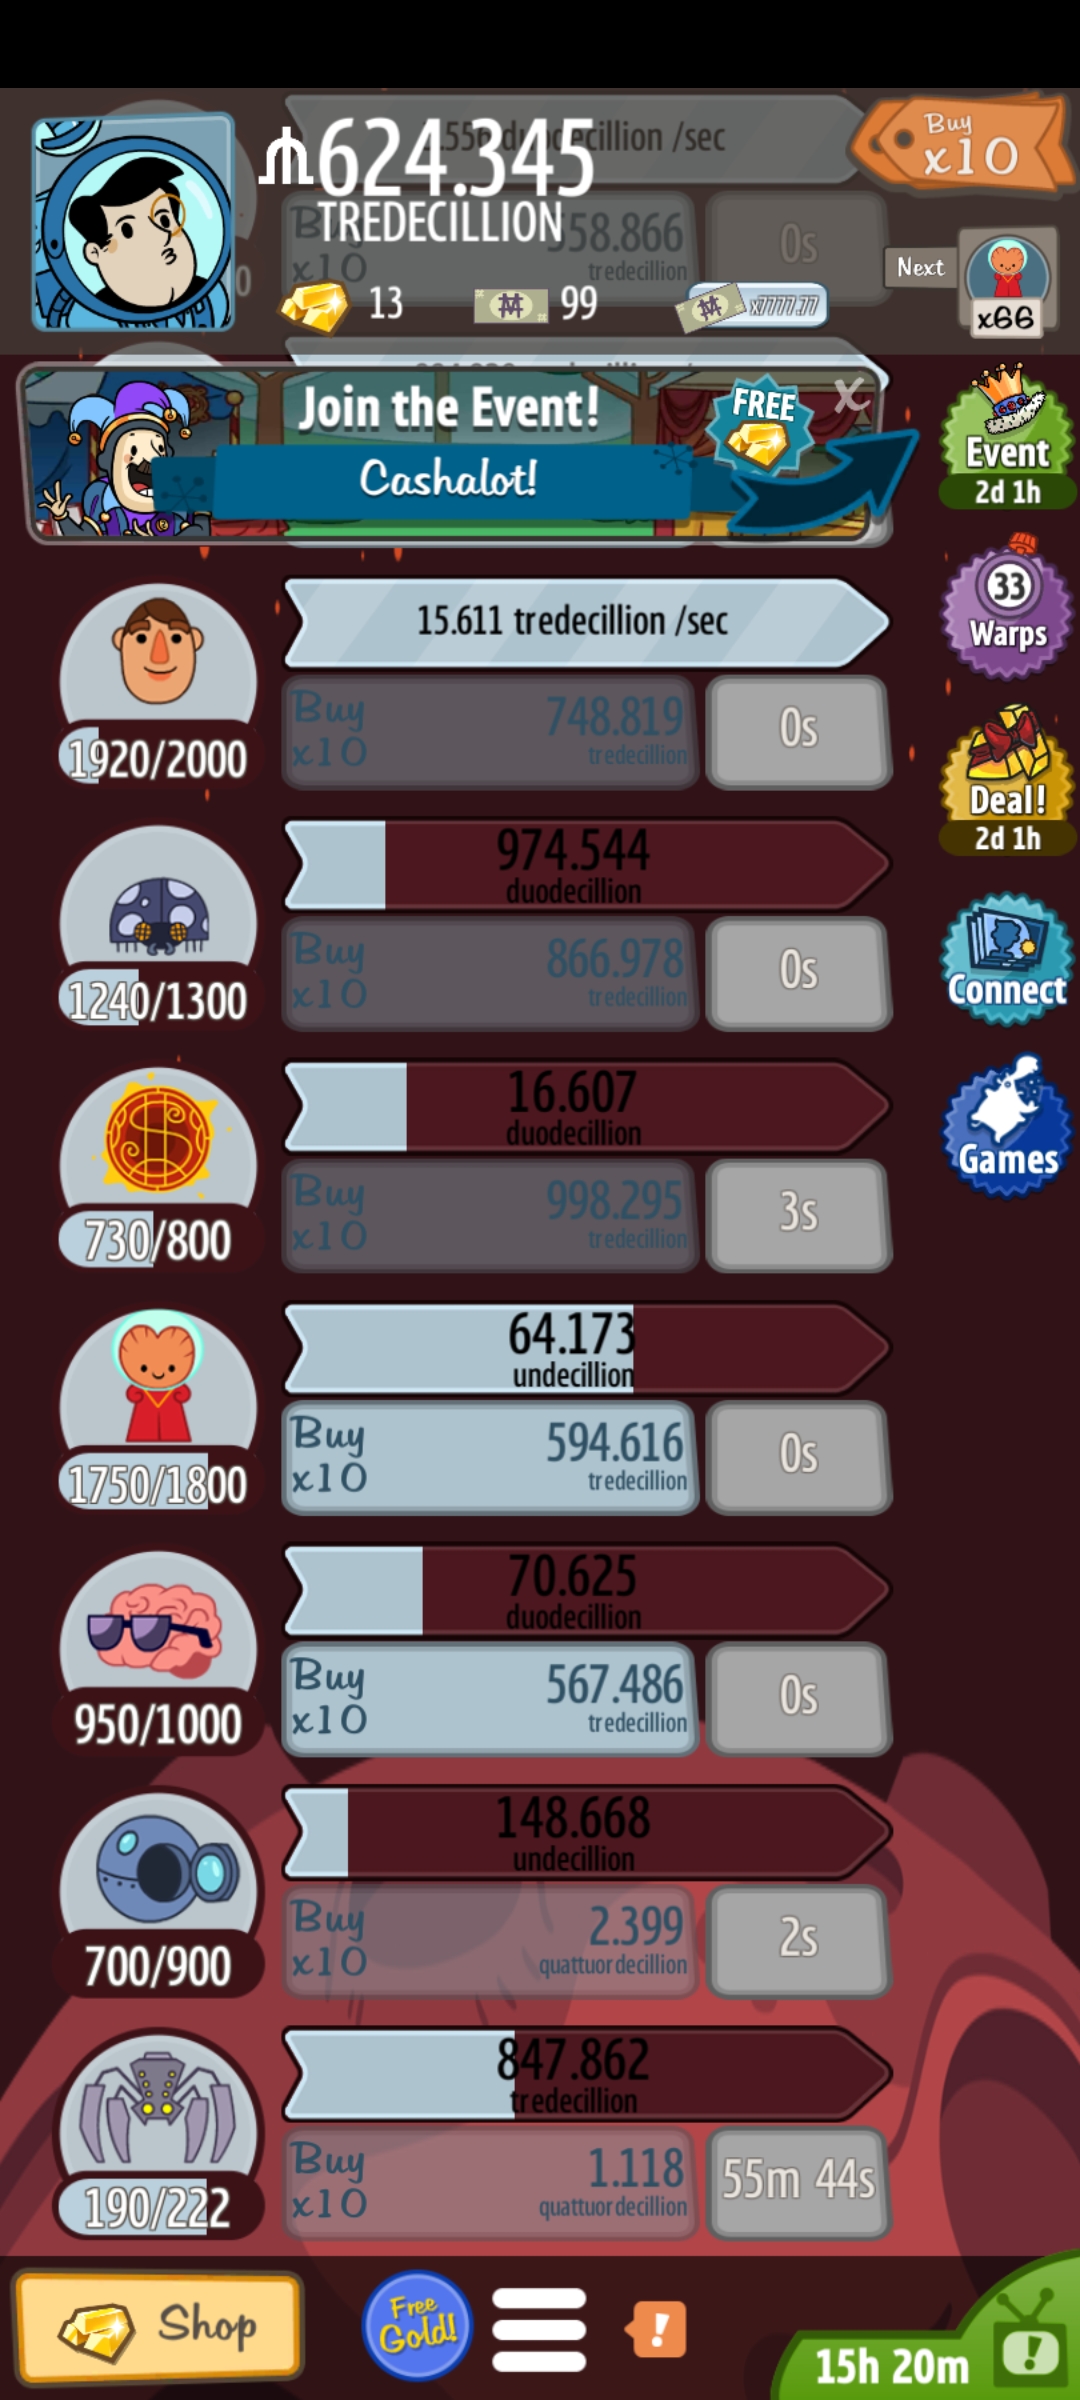 .556 duodecillion /sec
624.345
TREDECILLION
Buy
x10
Buy
x10
558.866
tredecillion
0s
13
99
x7777.77
Next
x66
Join the Event!
FREE
X
Cashalot!
Event
2d 1h
15.611 tredecillion /sec
1920/2000
Buy
x10
748.819
tredecillion
0s
33
Warps
974.544
duodecillion
1240/1300
Buy
x10
866.978
tredecillion
0s
Deal!
2d 1h
16.607
duodecillion
730/800
Buy
x10
998.295
tredecillion
3s
Connect
Games
64.173
undecillion
1750/1800
Buy
x10
594.616
tredecillion
0s
70.625
duodecillion
950/1000
Buy
x10
567.486
tredecillion
0s
148.668
undecillion
700/900
Buy
x10
2.399
quattuordecillion
2s
847.862
tredecillion
190/222
Buy
x10
1.118
quattuordecillion
55m 44s
Shop
Free
Gold!
!
15h 20m
!